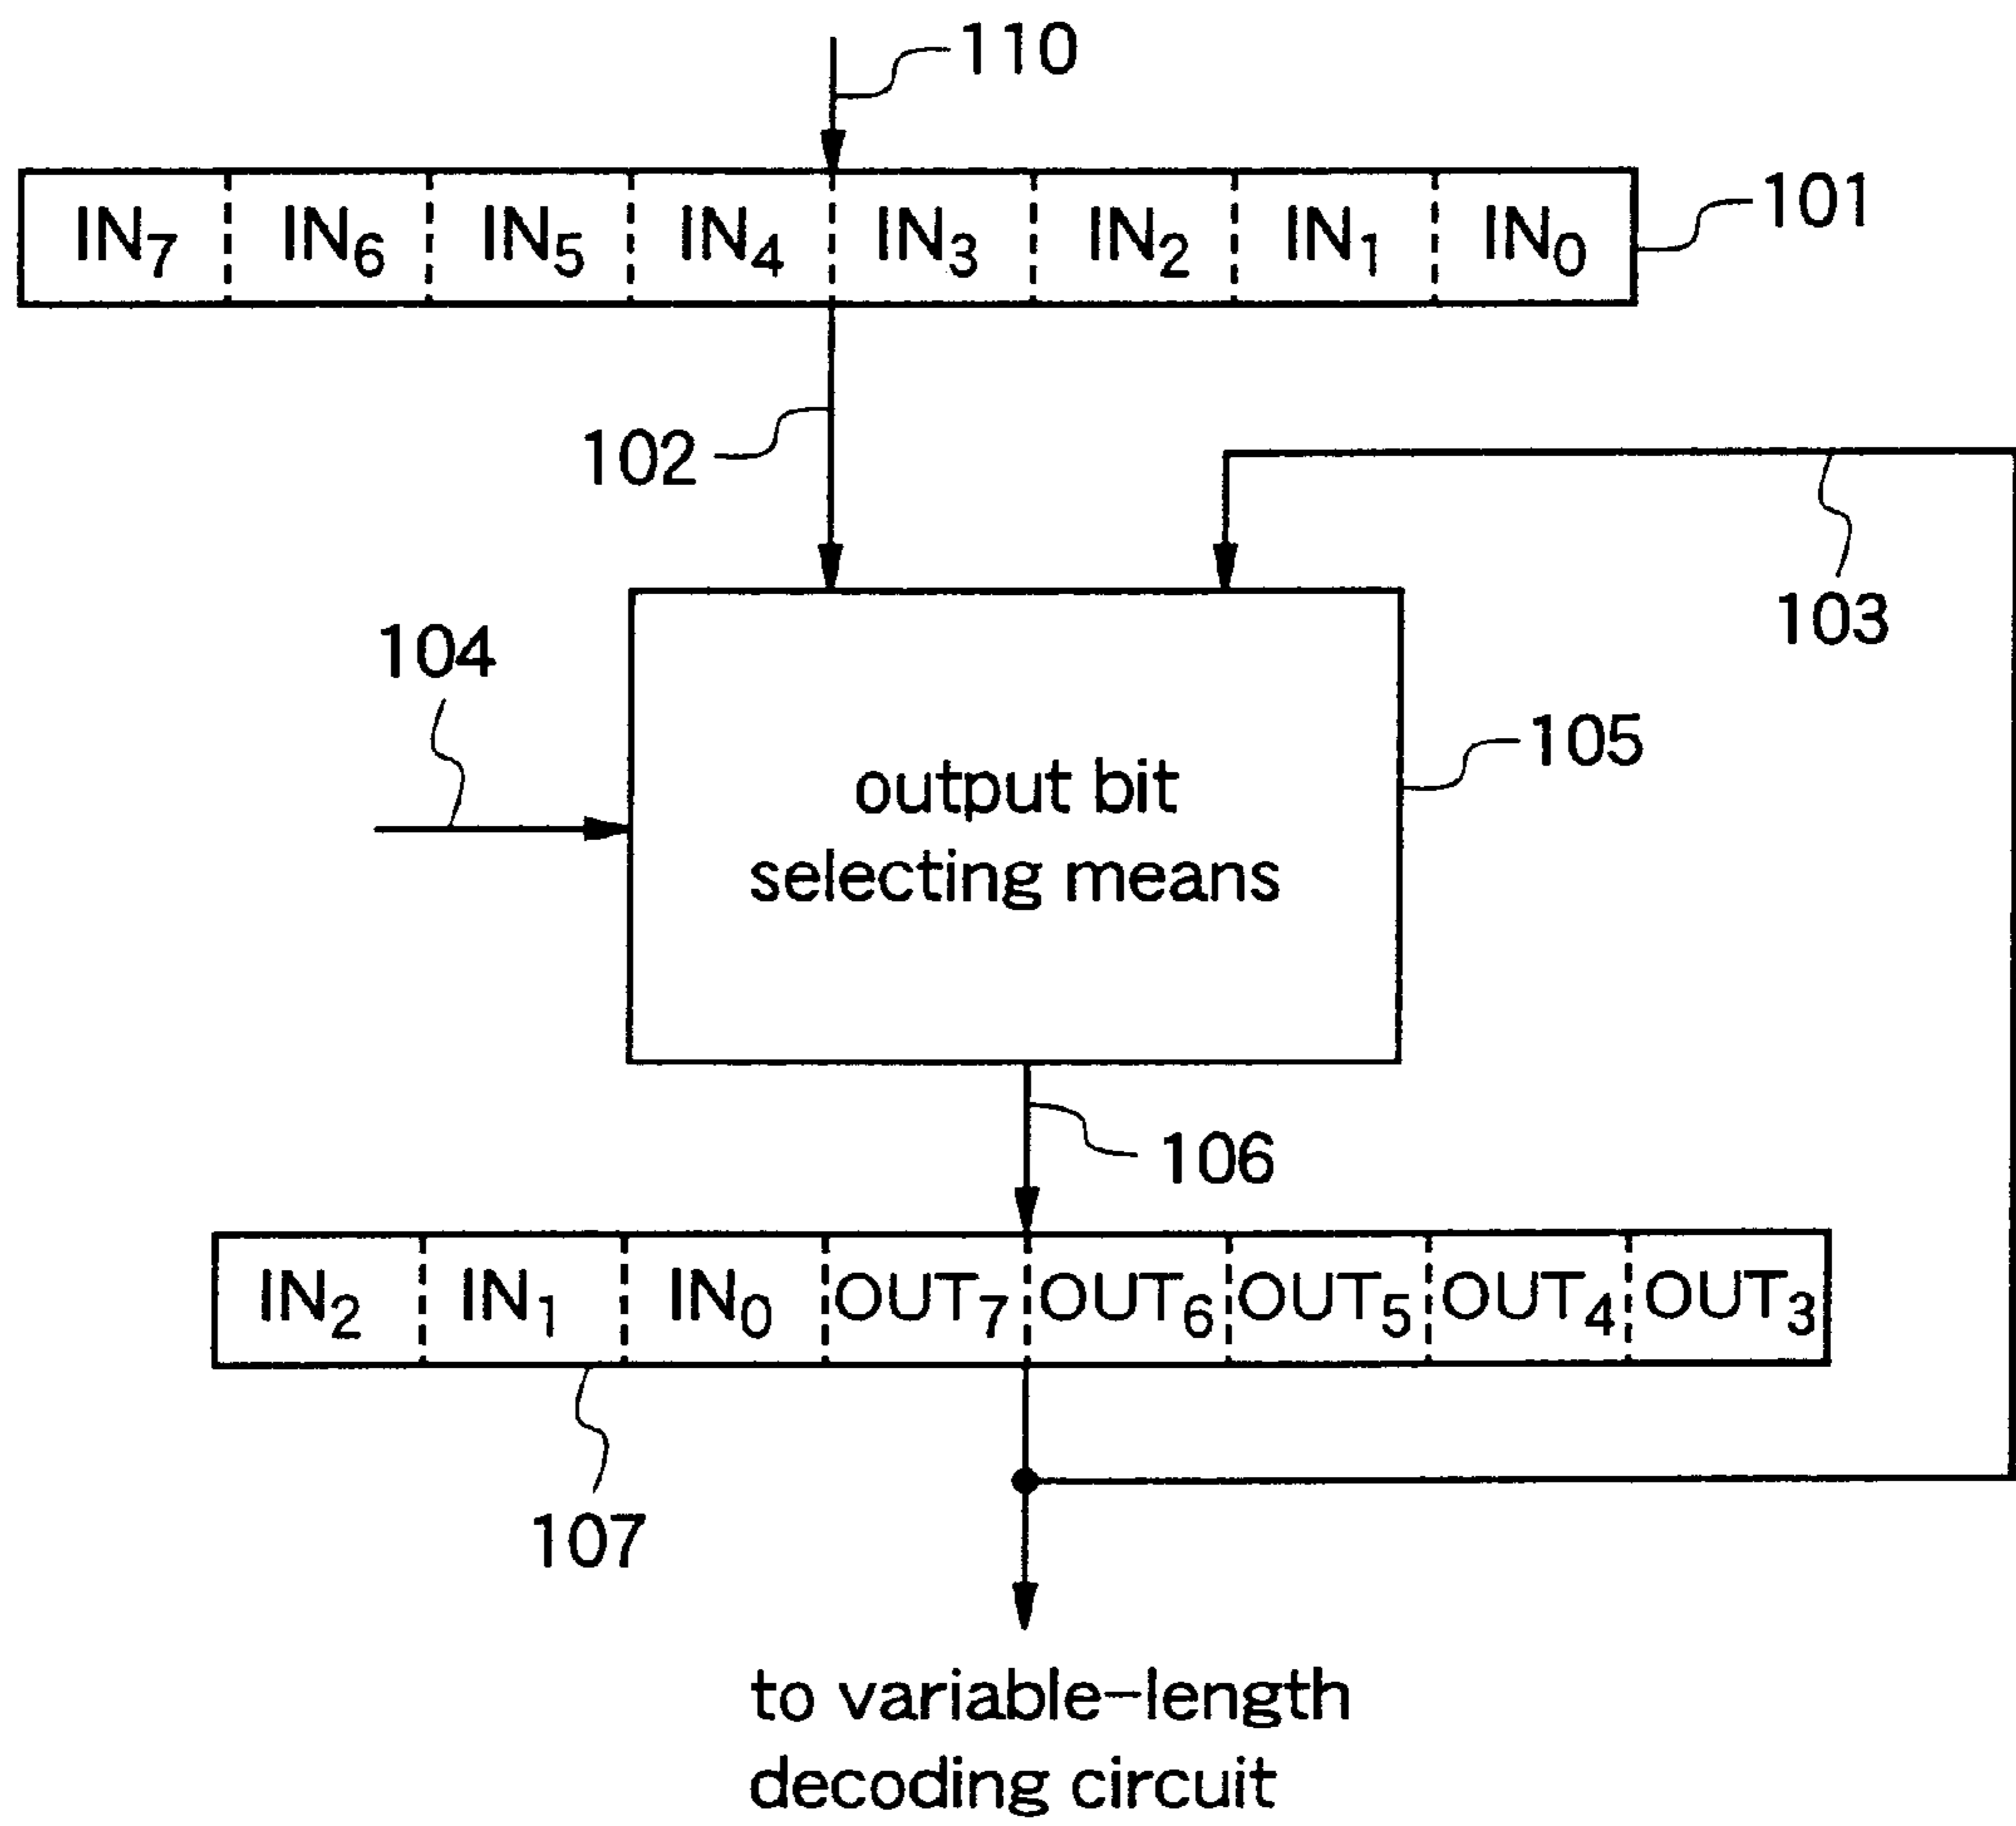 110
IN7 IN6 IN5 IN4 IN3 IN2 IN1 IN0
101
102
103
104
105
output bit
selecting means
106
IN2 IN1 IN0 OUT7 OUT6 OUT5 OUT4 OUT3
107
to variable-length
decoding circuit